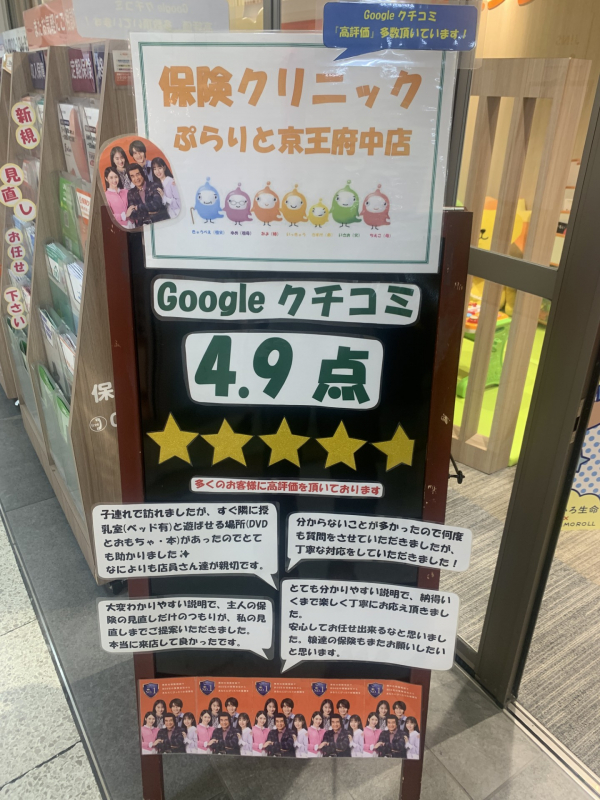 Google クチコミ
「高評価」多数頂いています！
保険クリニック
ぷらりと京王府中店
新規
見直し
お任せ
下さい
Google クチコミ
4.9 点
多くのお客様に高評価を頂いております
子連れで訪れましたが、すぐ隣に授
乳室(ベッド有)と遊ばせる場所(DVD
とおもちゃ・本)があったのでとて
も助かりました✨
なによりも店員さん達が親切です。
分からないことが多かったので何度
も質問をさせていただきましたが、
丁寧な対応をしていただきました！
大変わかりやすい説明で、主人の保
険の見直しだけのつもりが、私の見
直しまでご提案いただきました。
本当に来店して良かったです。
とても分かりやすい説明で、納得い
くまで楽しく丁寧にお応え頂きまし
た。
安心してお任せ出来るなと思いまし
た。娘達の保険もまたお願いしたい
と思います。
保
生命
MOROLL